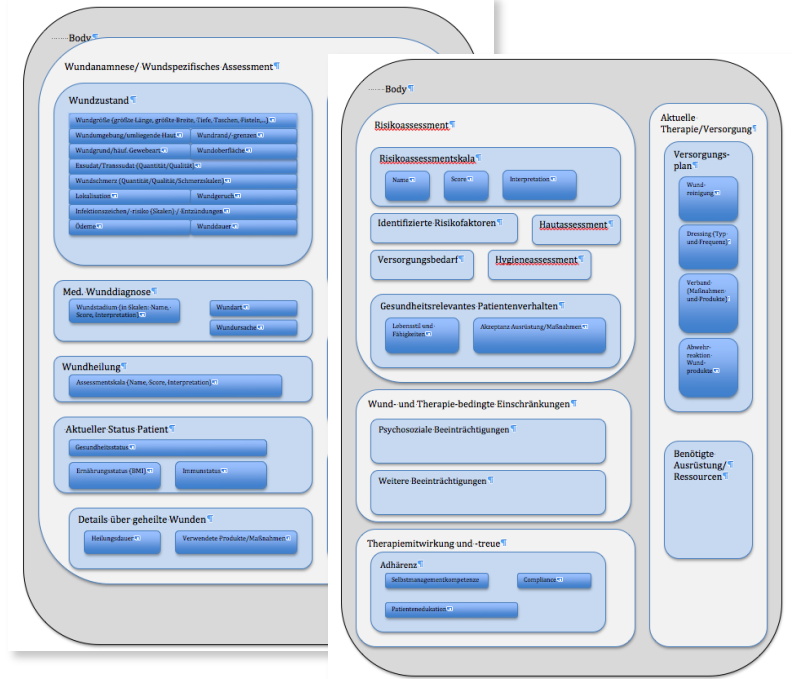 Body¶
Wundanamnese/ Wundspezifisches Assessment¶
Wundzustand¶
Wundgröße (größte Länge, größte Breite, Tiefe, Taschen, Fisteln,...)
Wundumgebung/umliegende Haut
Wundrand/-grenzen
Wundgrund/häuf. Gewebeart
Wundoberfläche
Exsudat/Transsudat (Quantität/Qualität)
Wundschmerz (Quantität/Qualität/Schmerzskalen)
Lokalisation
Wundgeruch
Infektionszeichen/-risiko (Skalen) / Entzündungen
Ödeme
Wunddauer
Med. Wunddiagnose¶
Wundstadium (in Skalen: Name,
Score, Interpretation)
Wundart
Wundursache
Wundheilung¶
Assessmentskala (Name, Score, Interpretation)
Aktueller Status Patient¶
Gesundheitsstatus
Ernährungsstatus (BMI)
Immunstatus
Details über geheilte Wunden¶
Heilungsdauer
Verwendete Produkte/Maßnahmen
Body¶
Risikoassessment¶
Risikoassessmentskala¶
Name
Score
Interpretation
Identifizierte Risikofaktoren¶
Hautassessment¶
Versorgungsbedarf¶
Hygieneassessment¶
Gesundheitsrelevantes Patientenverhalten¶
Lebensstil und
Fähigkeiten
Akzeptanz Ausrüstung/Maßnahmen
Wund- und Therapie-bedingte Einschränkungen¶
Psychosoziale Beeinträchtigungen¶
Weitere Beeinträchtigungen¶
Therapiemitwirkung und -treue¶
Adhärenz¶
Selbstmanagementkompetenz
Compliance
Patientenedukation
Aktuelle
Therapie/Versorgung¶
Versorgungs-
plan¶
Wund-
reinigung
Dressing (Typ
und Frequenz)
Verband
(Maßnahmen
und Produkte)
Abwehr-
reaktion
Wund-
produkte
Benötigte
Ausrüstung/¶
Ressourcen¶